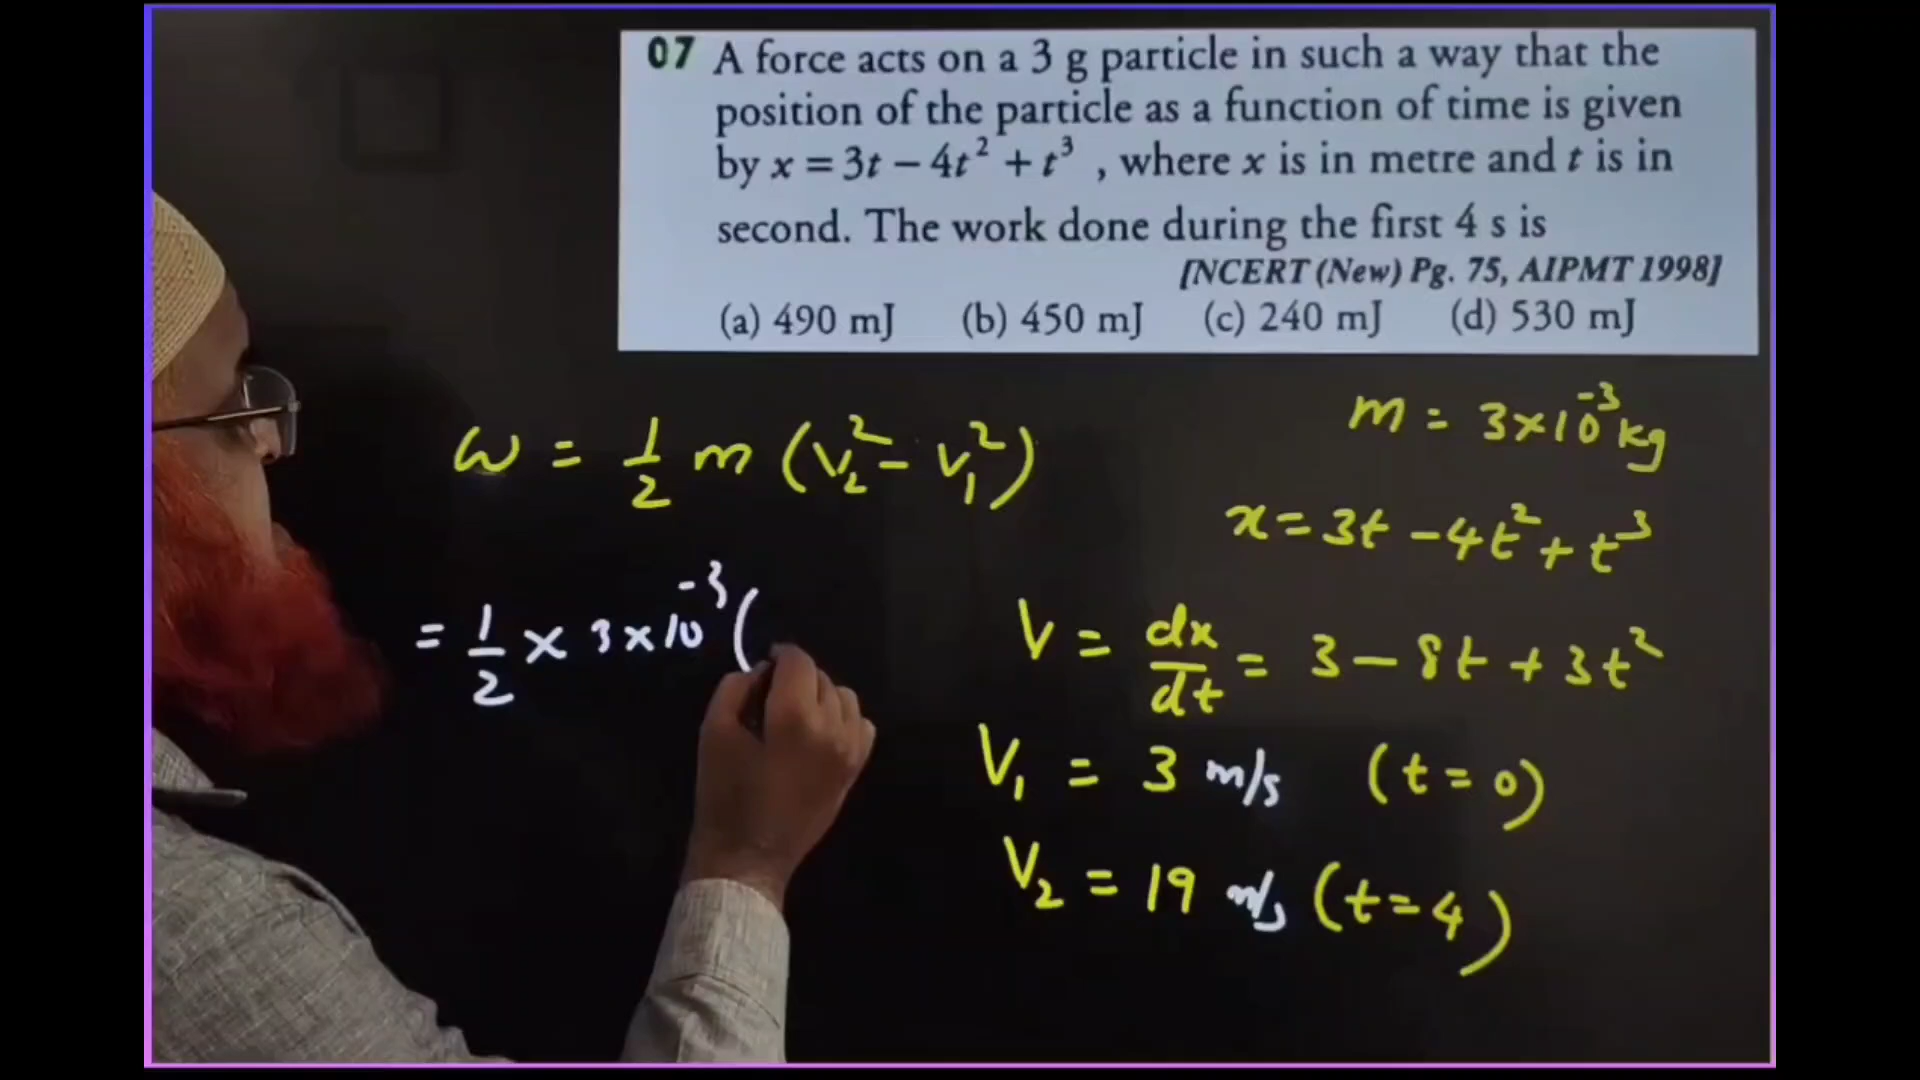 07 A force acts on a 3 g particle in such a way that the
position of the particle as a function of time is given
by x = 3t − 4t² + t³ , where x is in metre and t is in
second. The work done during the first 4 s is
[NCERT (New) Pg. 75, AIPMT 1998]
(a) 490 mJ (b) 450 mJ (c) 240 mJ (d) 530 mJ
m = 3×10⁻³ kg
W = 1/2 m (V₂² − V₁²)
x = 3t − 4t² + t³
= 1/2 × 3×10⁻³ (
V = dx/dt = 3 − 8t + 3t²
V₁ = 3 m/s (t = 0)
V₂ = 19 m/s (t = 4)